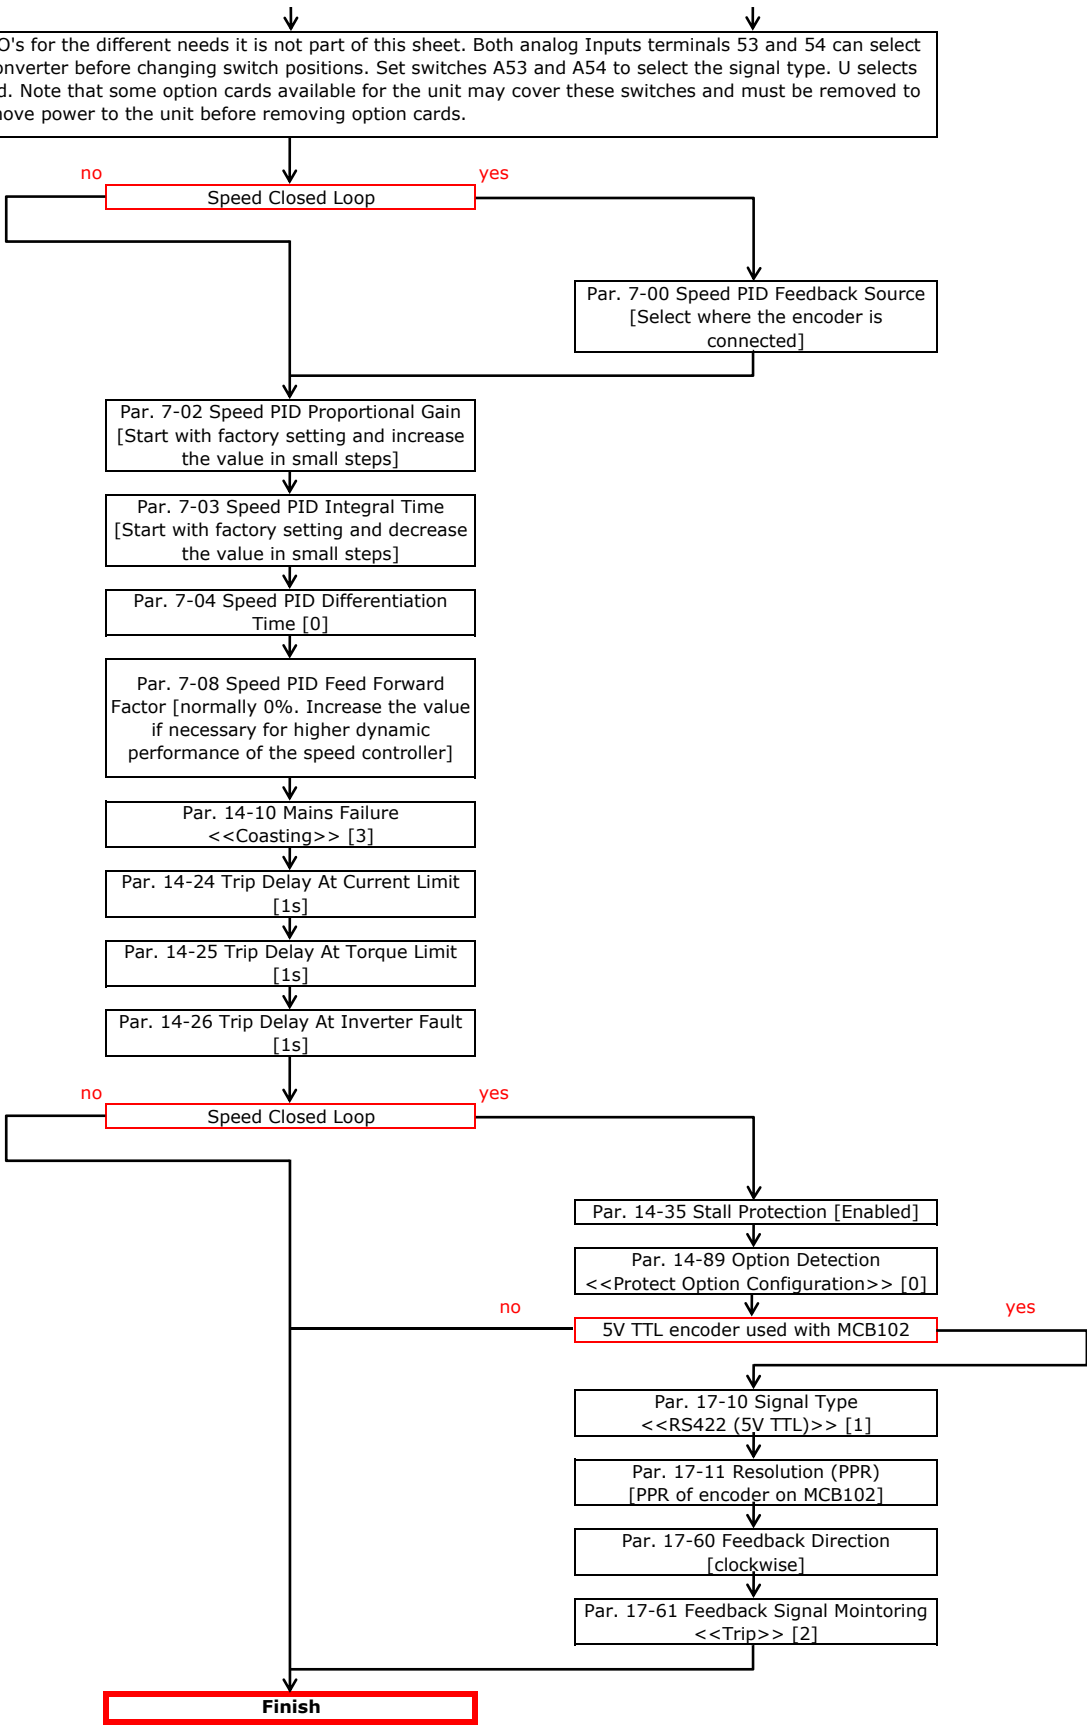 O's for the different needs it is not part of this sheet. Both analog Inputs terminals 53 and 54 can select
onverter before changing switch positions. Set switches A53 and A54 to select the signal type. U selects
d. Note that some option cards available for the unit may cover these switches and must be removed to
nove power to the unit before removing option cards.
no
yes
Speed Closed Loop
Par. 7-00 Speed PID Feedback Source
[Select where the encoder is
connected]
Par. 7-02 Speed PID Proportional Gain
[Start with factory setting and increase
the value in small steps]
Par. 7-03 Speed PID Integral Time
[Start with factory setting and decrease
the value in small steps]
Par. 7-04 Speed PID Differentiation
Time [0]
Par. 7-08 Speed PID Feed Forward
Factor [normally 0%. Increase the value
if necessary for higher dynamic
performance of the speed controller]
Par. 14-10 Mains Failure
<<Coasting>> [3]
Par. 14-24 Trip Delay At Current Limit
[1s]
Par. 14-25 Trip Delay At Torque Limit
[1s]
Par. 14-26 Trip Delay At Inverter Fault
[1s]
no
yes
Speed Closed Loop
Par. 14-35 Stall Protection [Enabled]
Par. 14-89 Option Detection
<<Protect Option Configuration>> [0]
no
yes
5V TTL encoder used with MCB102
Par. 17-10 Signal Type
<<RS422 (5V TTL)>> [1]
Par. 17-11 Resolution (PPR)
[PPR of encoder on MCB102]
Par. 17-60 Feedback Direction
[clockwise]
Par. 17-61 Feedback Signal Mointoring
<<Trip>> [2]
Finish